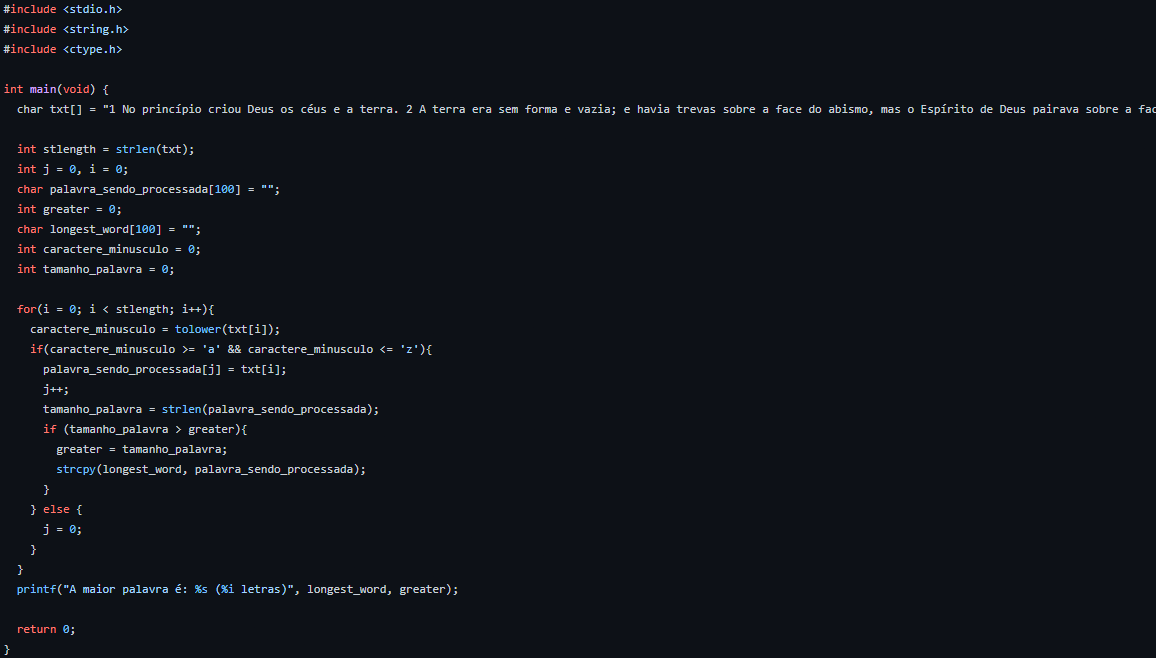 #include <stdio.h>
#include <string.h>
#include <ctype.h>
int main(void) {
char txt[] = "1 No princípio criou Deus os céus e a terra. 2 A terra era sem forma e vazia; e havia trevas sobre a face do abismo, mas o Espírito de Deus pairava sobre a fac
int stlength = strlen(txt);
int j = 0, i = 0;
char palavra_sendo_processada[100] = "";
int greater = 0;
char longest_word[100] = "";
int caractere_minusculo = 0;
int tamanho_palavra = 0;
for(i = 0; i < stlength; i++){
caractere_minusculo = tolower(txt[i]);
if(caractere_minusculo >= 'a' && caractere_minusculo <= 'z'){
palavra_sendo_processada[j] = txt[i];
j++;
tamanho_palavra = strlen(palavra_sendo_processada);
if (tamanho_palavra > greater){
greater = tamanho_palavra;
strcpy(longest_word, palavra_sendo_processada);
}
} else {
j = 0;
}
}
printf("A maior palavra é: %s (%i letras)", longest_word, greater);
return 0;
}